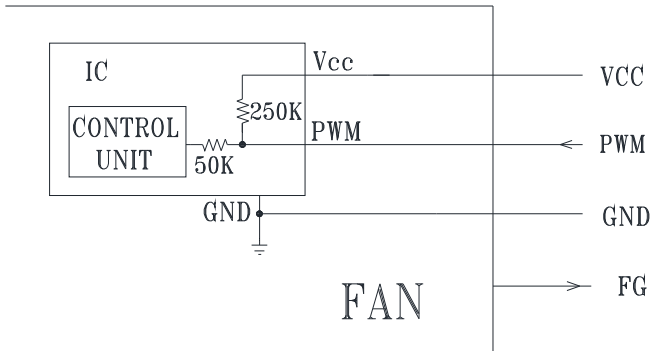 IC
Vcc
VCC
250K
CONTROL
UNIT
50K
PWM
PWM
GND
GND
FG
FAN